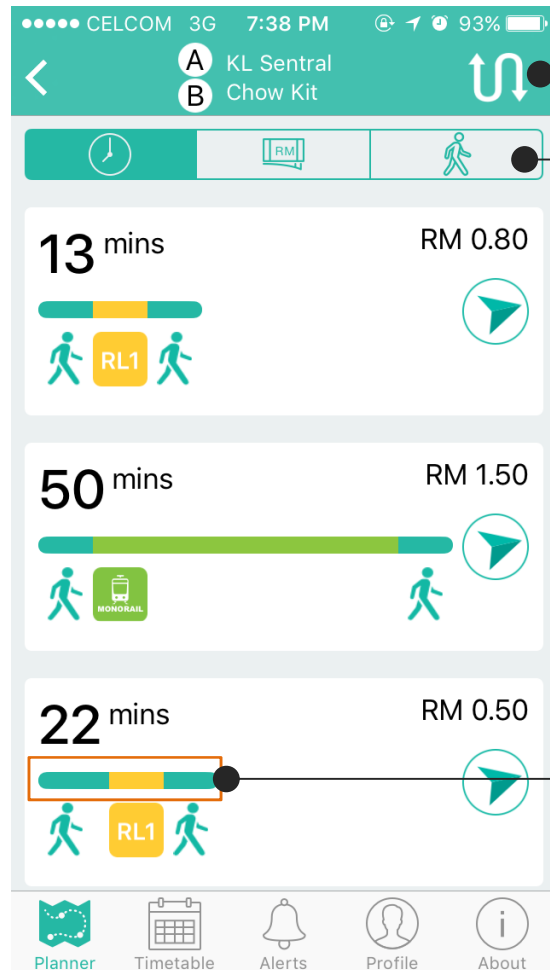 CELCOM 3G 7:38 PM 93%
A KL Sentral
B Chow Kit
RM
13 mins RM 0.80
RL1
50 mins RM 1.50
MONORAIL
22 mins RM 0.50
RL1
Planner Timetable Alerts Profile About